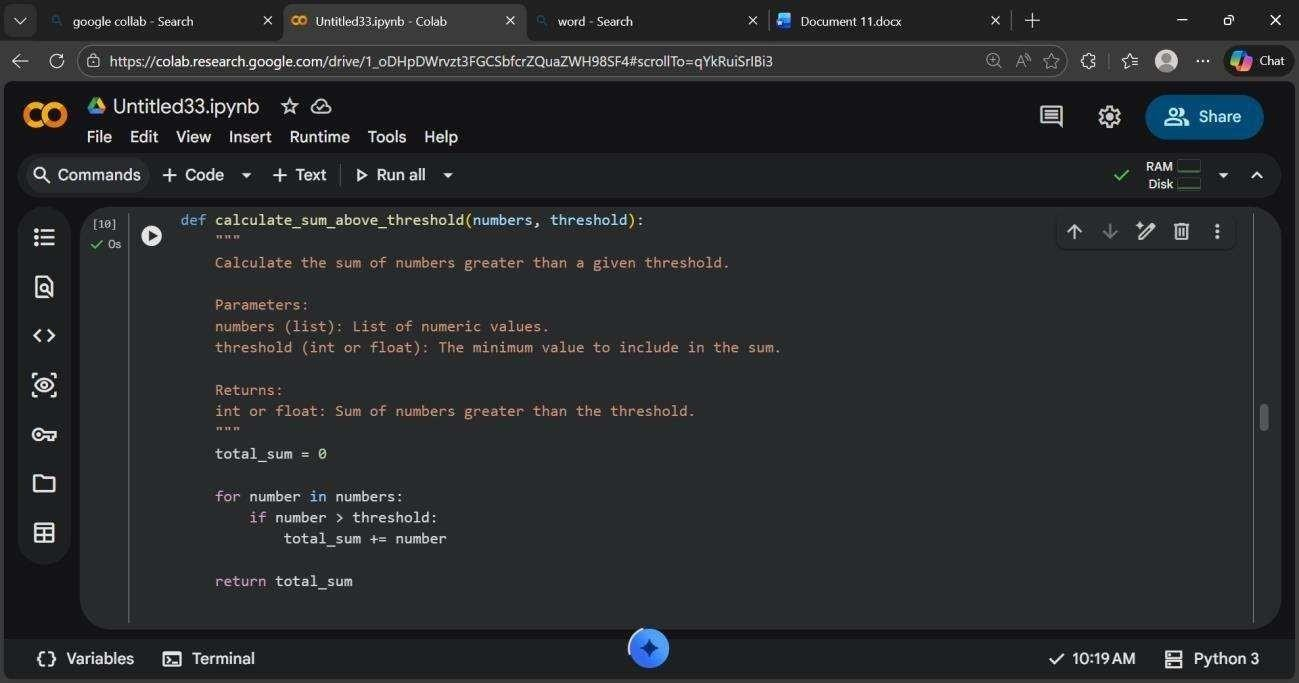 google collab - Search
Untitled33.ipynb - Colab
word - Search
Document 11.docx
https://colab.research.google.com/drive/1_oDHpDWrvzt3FGCSbfcrZQuaZWH98SF4#scrollTo=qYkRuiSrIBi3
Chat
Untitled33.ipynb
File Edit View Insert Runtime Tools Help
Share
Commands + Code + Text Run all
RAM
Disk
[10]
0s
def calculate_sum_above_threshold(numbers, threshold):
"""
Calculate the sum of numbers greater than a given threshold.
Parameters:
numbers (list): List of numeric values.
threshold (int or float): The minimum value to include in the sum.
Returns:
int or float: Sum of numbers greater than the threshold.
"""
total_sum = 0
for number in numbers:
if number > threshold:
total_sum += number
return total_sum
{} Variables Terminal
10:19 AM Python 3